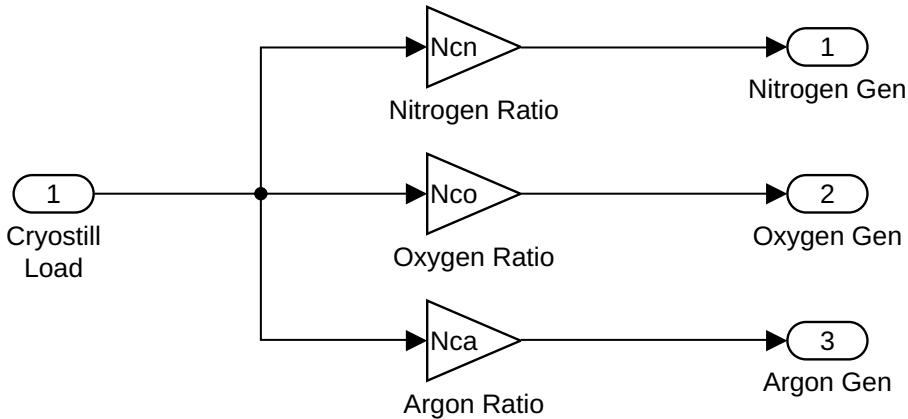 Ncn
1
Nitrogen Ratio
Nitrogen Gen
1
Cryostill
Load
Nco
2
Oxygen Ratio
Oxygen Gen
Nca
3
Argon Ratio
Argon Gen